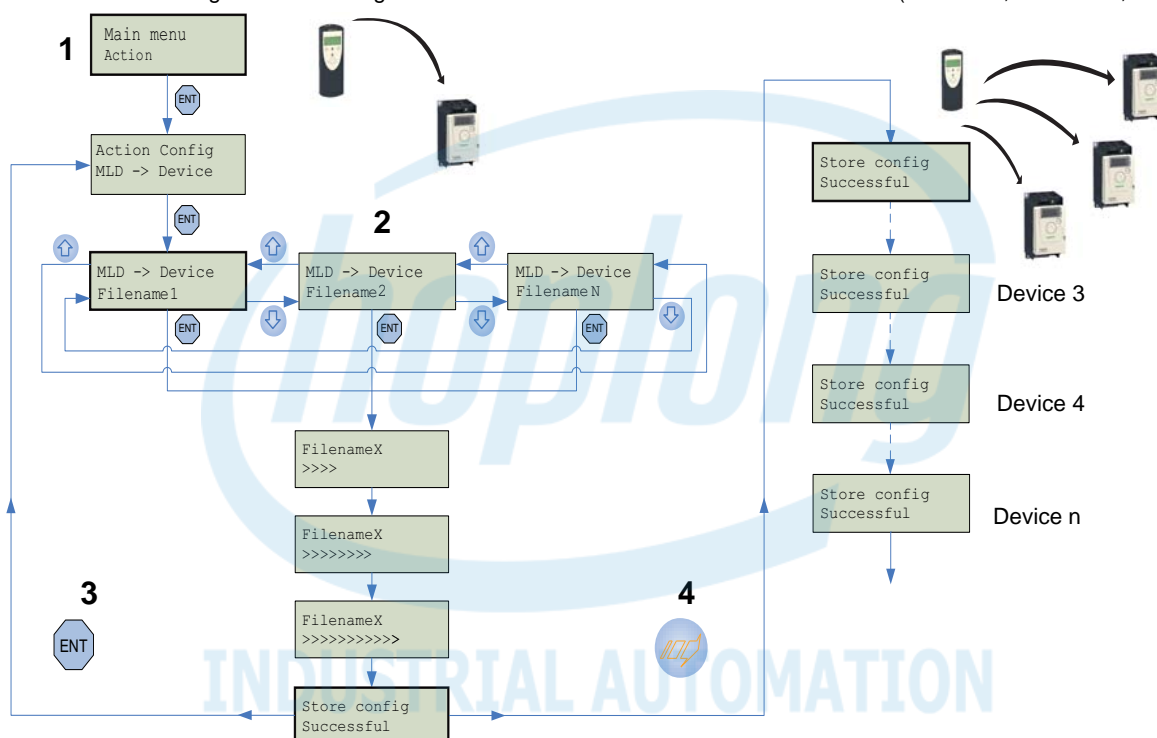 1
Main menu
Action
ENT
Action Config
MLD -> Device
ENT
2
MLD -> Device
Filename1
MLD -> Device
Filename2
MLD -> Device
FilenameN
ENT
ENT
ENT
FilenameX
>>>>
FilenameX
>>>>>>>>
FilenameX
>>>>>>>>>>>
3
ENT
4
Store config
Successful
Store config
Successful
Store config
Successful
Device 3
Store config
Successful
Device 4
Store config
Successful
Device n
hoplong
INDUSTRIAL AUTOMATION